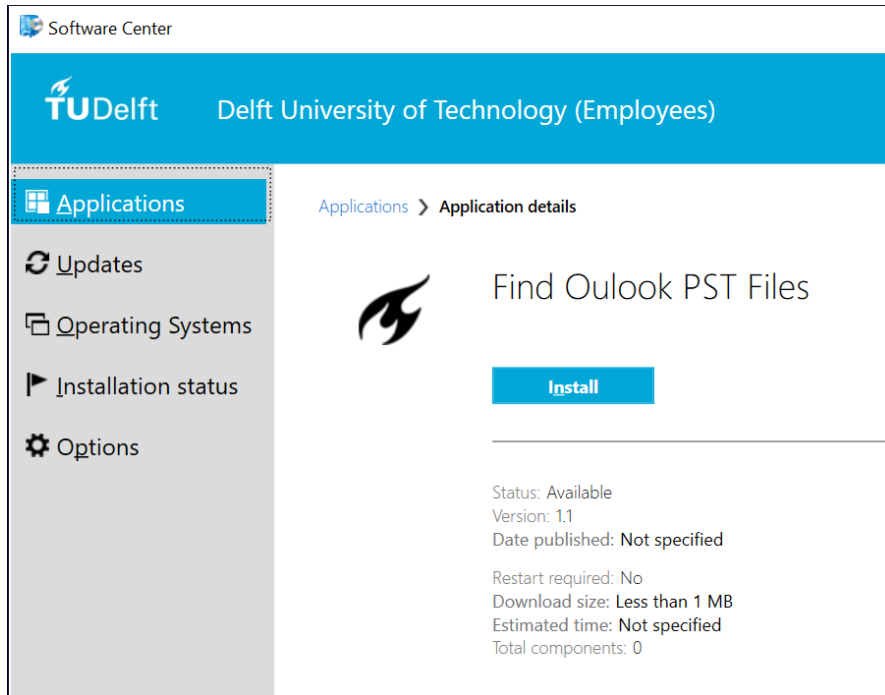 Software Center
TUDelft
Delft University of Technology (Employees)
Applications
Updates
Operating Systems
Installation status
Options
Applications ❯ Application details
Find Oulook PST Files
Install
Status: Available
Version: 1.1
Date published: Not specified
Restart required: No
Download size: Less than 1 MB
Estimated time: Not specified
Total components: 0